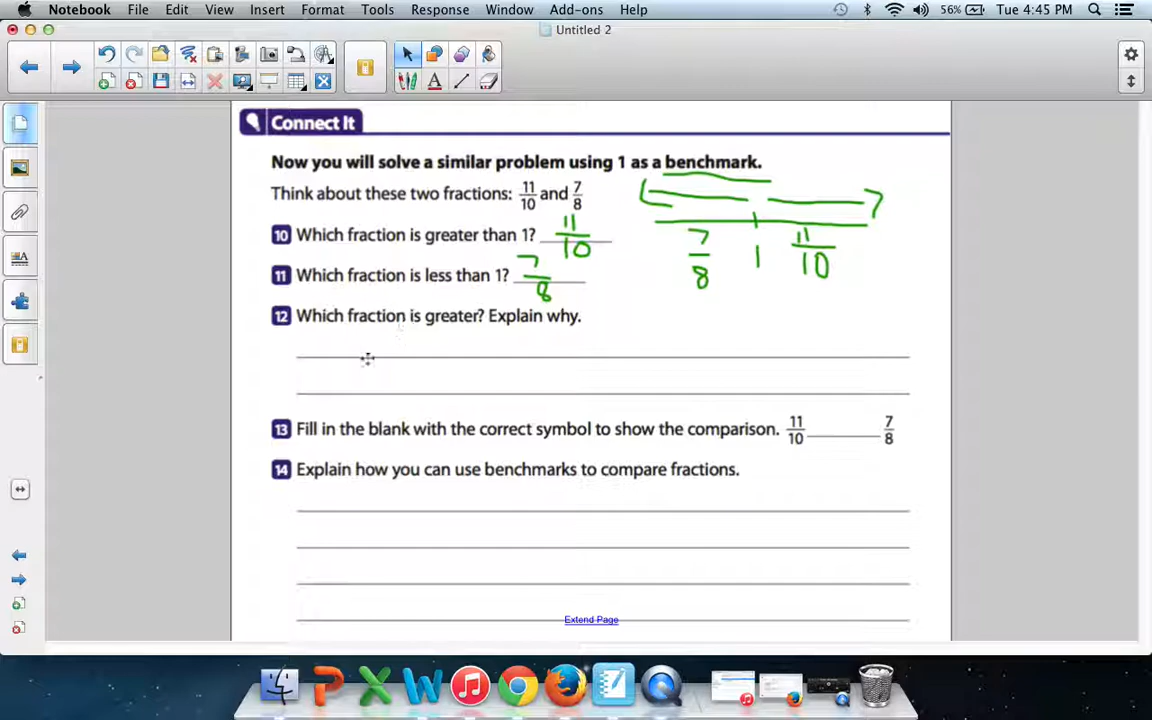 Notebook File Edit View Insert Format Tools Add-ons Response Window Help 56% Tue 4:45 PM
Untitled 2
Connect It
Now you will solve a similar problem using 1 as a benchmark.
Think about these two fractions: 11/10 and 7/8
10 Which fraction is greater than 1? 11/10
7/8 1 11/10
11 Which fraction is less than 1? 7/8
12 Which fraction is greater? Explain why.
13 Fill in the blank with the correct symbol to show the comparison. 11/10 ______ 7/8
14 Explain how you can use benchmarks to compare fractions.
Extend Page